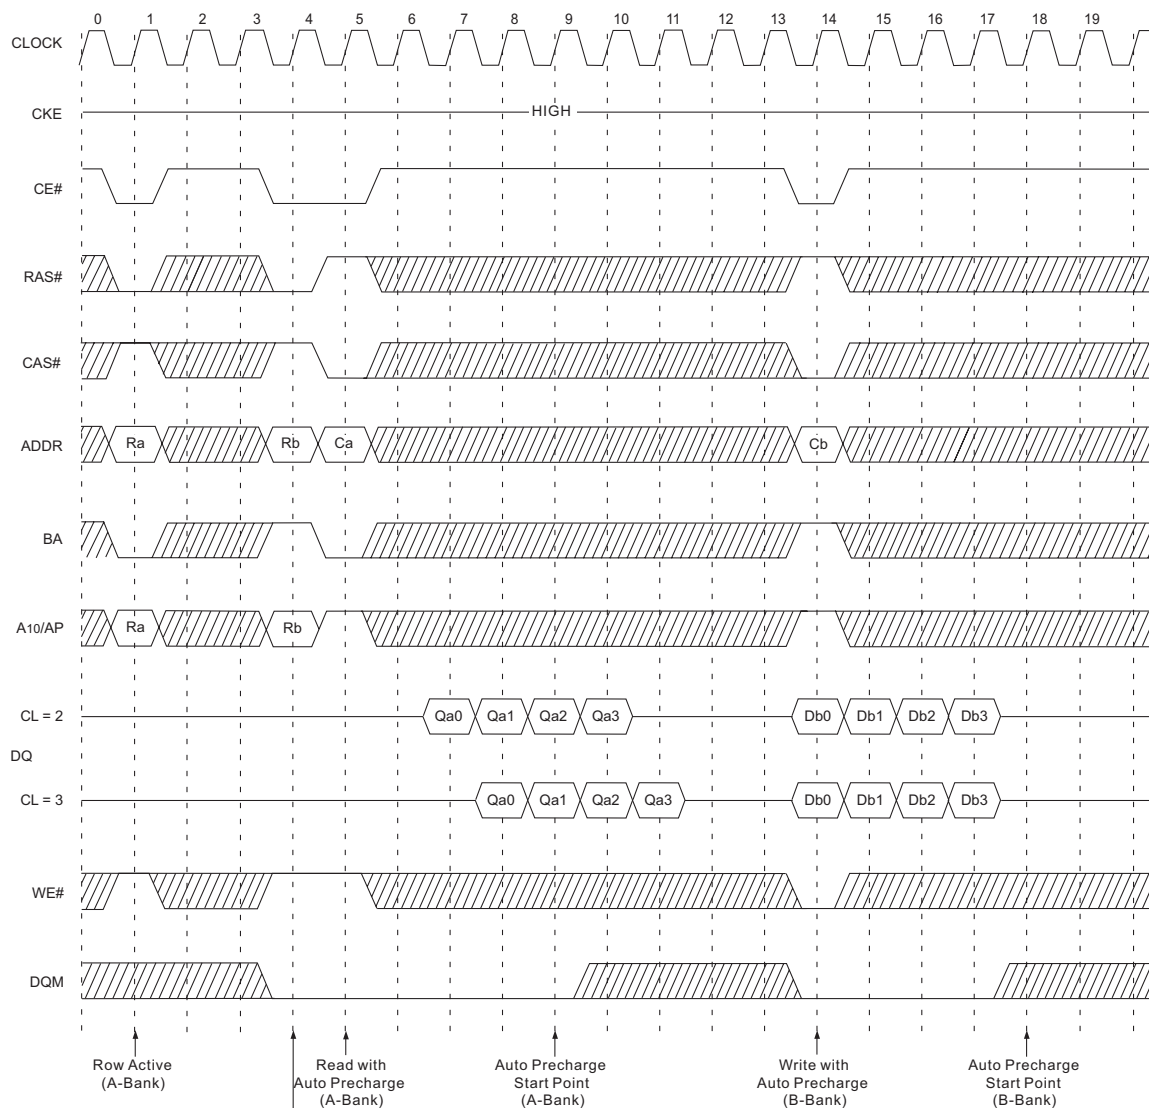 0 1 2 3 4 5 6 7 8 9 10 11 12 13 14 15 16 17 18 19
CLOCK
CKE HIGH
CE#
RAS#
CAS#
ADDR Ra Rb Ca Cb
BA
A10/AP Ra Rb
CL = 2 Qa0 Qa1 Qa2 Qa3 Db0 Db1 Db2 Db3
DQ
CL = 3 Qa0 Qa1 Qa2 Qa3 Db0 Db1 Db2 Db3
WE#
DQM
Row Active
(A-Bank)
Read with
Auto Precharge
(A-Bank)
Auto Precharge
Start Point
(A-Bank)
Write with
Auto Precharge
(B-Bank)
Auto Precharge
Start Point
(B-Bank)